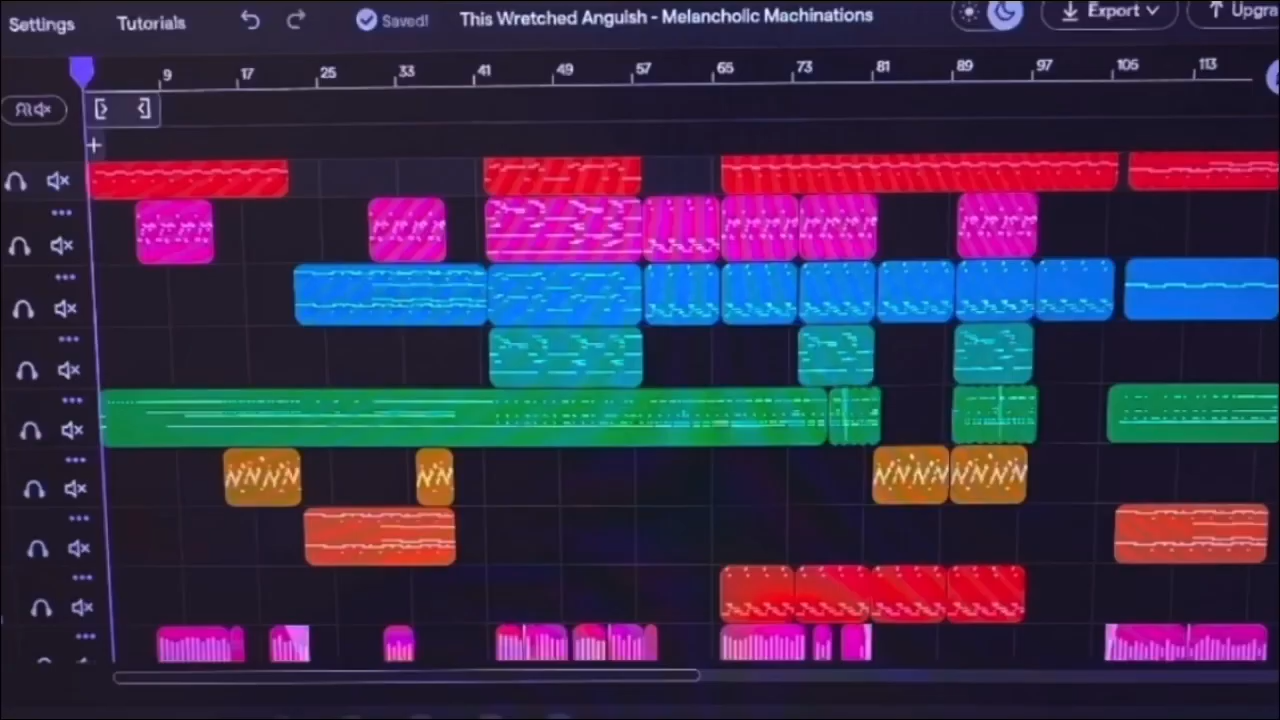 Settings Tutorials Saved! This Wretched Anguish - Melancholic Machinations Export
9 17 25 33 41 49 57 65 73 81 89 97 105 113